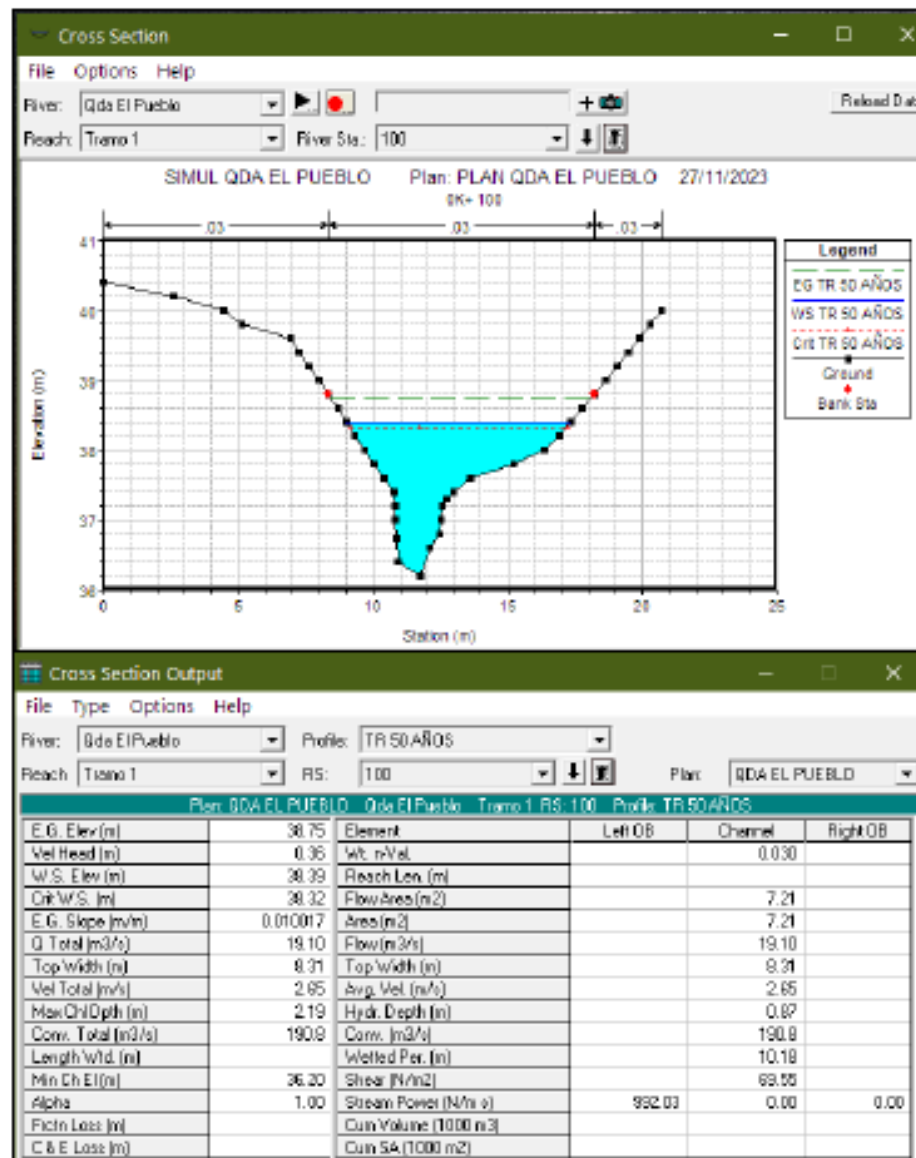 Cross Section
File Options Help
River: Qda El Pueblo
Reload Dat
Reach: Tramo 1 River Sta.: 100
SIMUL QDA EL PUEBLO Plan: PLAN QDA EL PUEBLO 27/11/2023
0K+ 100
.03 .03 .03
Legend
EG TR 50 AÑOS
WS TR 50 AÑOS
Crit TR 50 AÑOS
Ground
Bank Sta
41
40
39
38
37
36
Elevation (m)
0 5 10 15 20 25
Station (m)
Cross Section Output
File Type Options Help
River: Qda El Pueblo Profile: TR 50 AÑOS
Reach Tramo 1 RS: 100 Plan: QDA EL PUEBLO
Plan: QDA EL PUEBLO Qda El Pueblo Tramo 1 RS: 100 Profile: TR 50 AÑOS
E.G. Elev (m) 38.75 Element Left OB Channel Right OB
Vel Head (m) 0.36 Wt. n-Val. 0.030
W.S. Elev (m) 38.39 Reach Len. (m)
Crit W.S. (m) 38.32 Flow Area (m2) 7.21
E.G. Slope (m/m) 0.010017 Area (m2) 7.21
Q Total (m3/s) 19.10 Flow (m3/s) 19.10
Top Width (m) 8.31 Top Width (m) 8.31
Vel Total (m/s) 2.65 Avg. Vel. (m/s) 2.65
Max Chl Dpth (m) 2.19 Hydr. Depth (m) 0.87
Conv. Total (m3/s) 190.8 Conv. (m3/s) 190.8
Length Wtd. (m) Wetted Per. (m) 10.18
Min Ch El (m) 36.20 Shear (N/m2) 69.55
Alpha 1.00 Stream Power (N/m s) 992.03 0.00 0.00
Frctn Loss (m) Cum Volume (1000 m3)
C & E Loss (m) Cum SA (1000 m2)